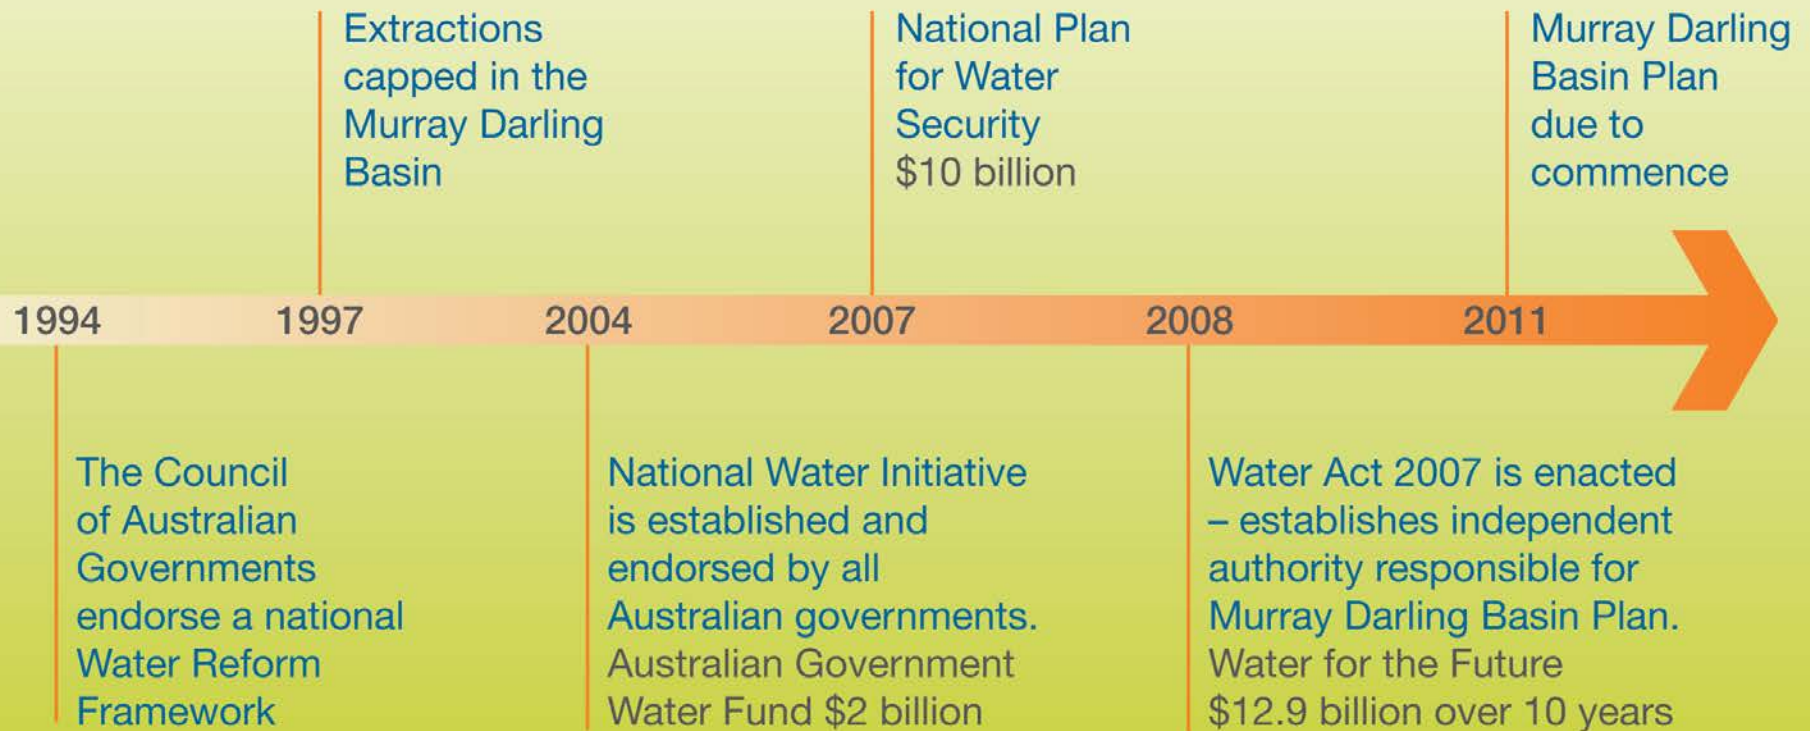 Extractions
capped in the
Murray Darling
Basin
National Plan
for Water
Security
$10 billion
Murray Darling
Basin Plan
due to
commence
1994
1997
2004
2007
2008
2011
The Council
of Australian
Governments
endorse a national
Water Reform
Framework
National Water Initiative
is established and
endorsed by all
Australian governments.
Australian Government
Water Fund $2 billion
Water Act 2007 is enacted
– establishes independent
authority responsible for
Murray Darling Basin Plan.
Water for the Future
$12.9 billion over 10 years